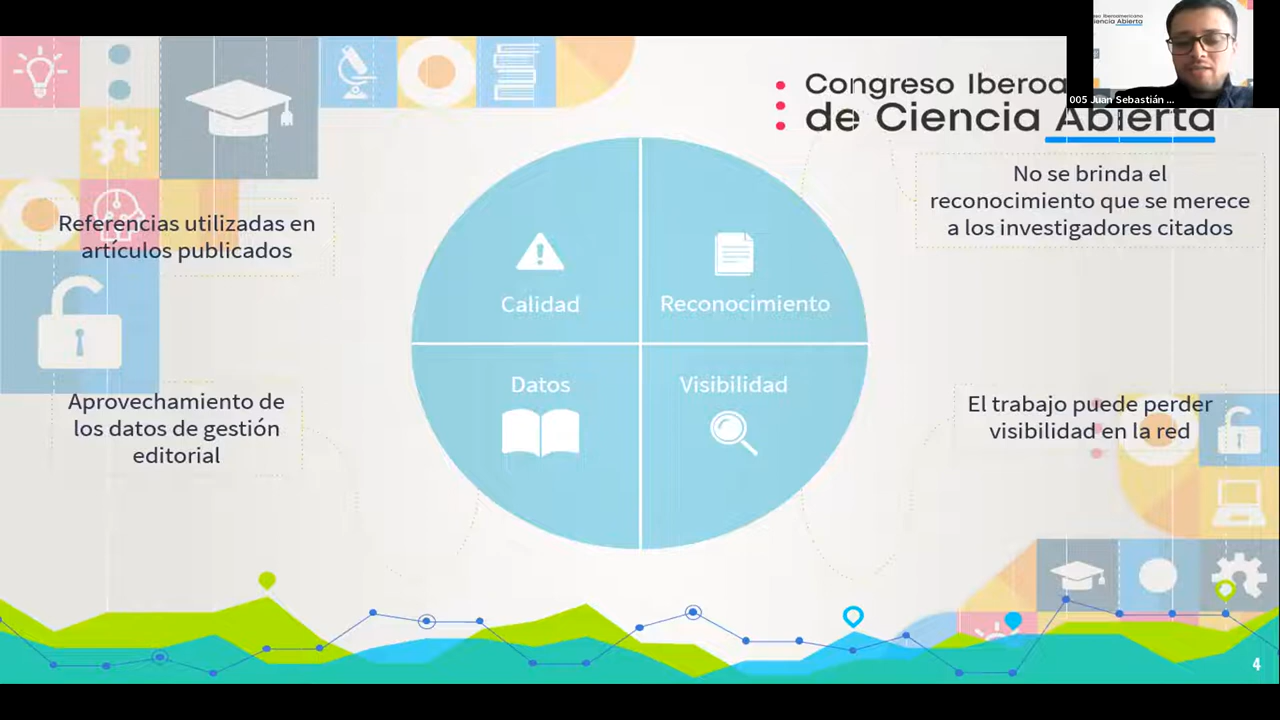 Congreso
de Ciencia Abierta
005 Juan Sebastián ...
Referencias utilizadas en
artículos publicados
No se brinda el
reconocimiento que se merece
a los investigadores citados
Calidad
Reconocimiento
Datos
Visibilidad
Aprovechamiento de
los datos de gestión
editorial
El trabajo puede perder
visibilidad en la red
4